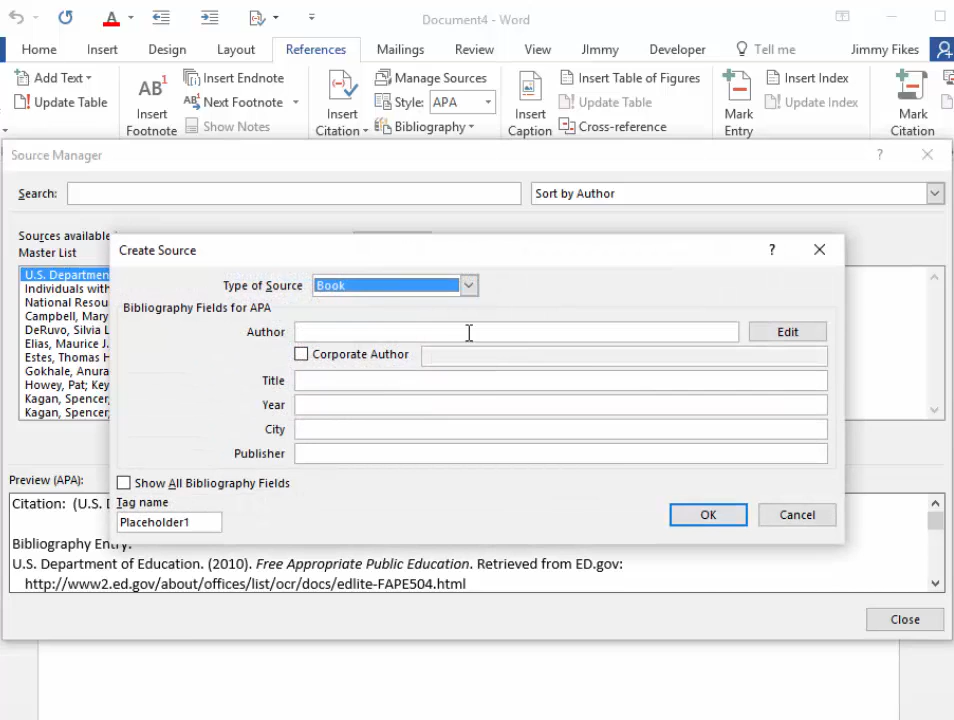 Document4 - Word
Home Insert Design Layout References Mailings Review View JImmy Developer Tell me Jimmy Fikes
Add Text
Update Table
AB¹
Insert
Footnote
Insert Endnote
Next Footnote
Show Notes
Insert
Citation
Manage Sources
Style: APA
Bibliography
Insert
Caption
Insert Table of Figures
Update Table
Cross-reference
Mark
Entry
Insert Index
Update Index
Mark
Citation
Source Manager ?
Search: Sort by Author
Sources available
Master List
U.S. Departmen
Individuals with
National Resou
Campbell, Mary
DeRuvo, Silvia L
Elias, Maurice J.
Estes, Thomas H
Gokhale, Anura
Howey, Pat; Key
Kagan, Spencer,
Kagan, Spencer,
Create Source ?
Type of Source Book
Bibliography Fields for APA
Author Edit
Corporate Author
Title
Year
City
Publisher
Show All Bibliography Fields
Tag name
Placeholder1
OK Cancel
Preview (APA):
Citation: (U.S. D
Bibliography Entry:
U.S. Department of Education. (2010). Free Appropriate Public Education. Retrieved from ED.gov:
http://www2.ed.gov/about/offices/list/ocr/docs/edlite-FAPE504.html
Close